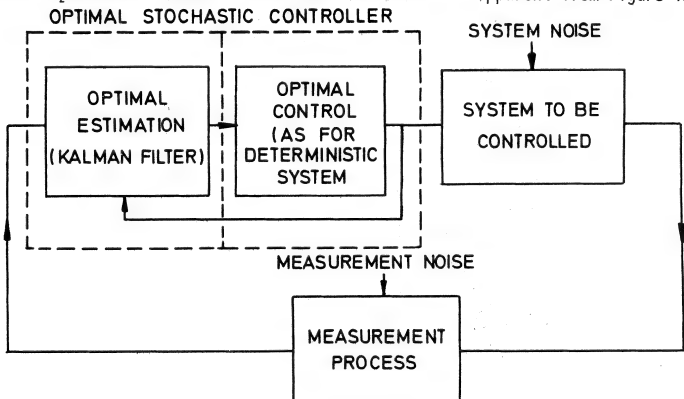 OPTIMAL STOCHASTIC CONTROLLER
SYSTEM NOISE
OPTIMAL
ESTIMATION
(KALMAN FILTER)
OPTIMAL
CONTROL
(AS FOR
DETERMINISTIC
SYSTEM
SYSTEM TO BE
CONTROLLED
MEASUREMENT NOISE
MEASUREMENT
PROCESS